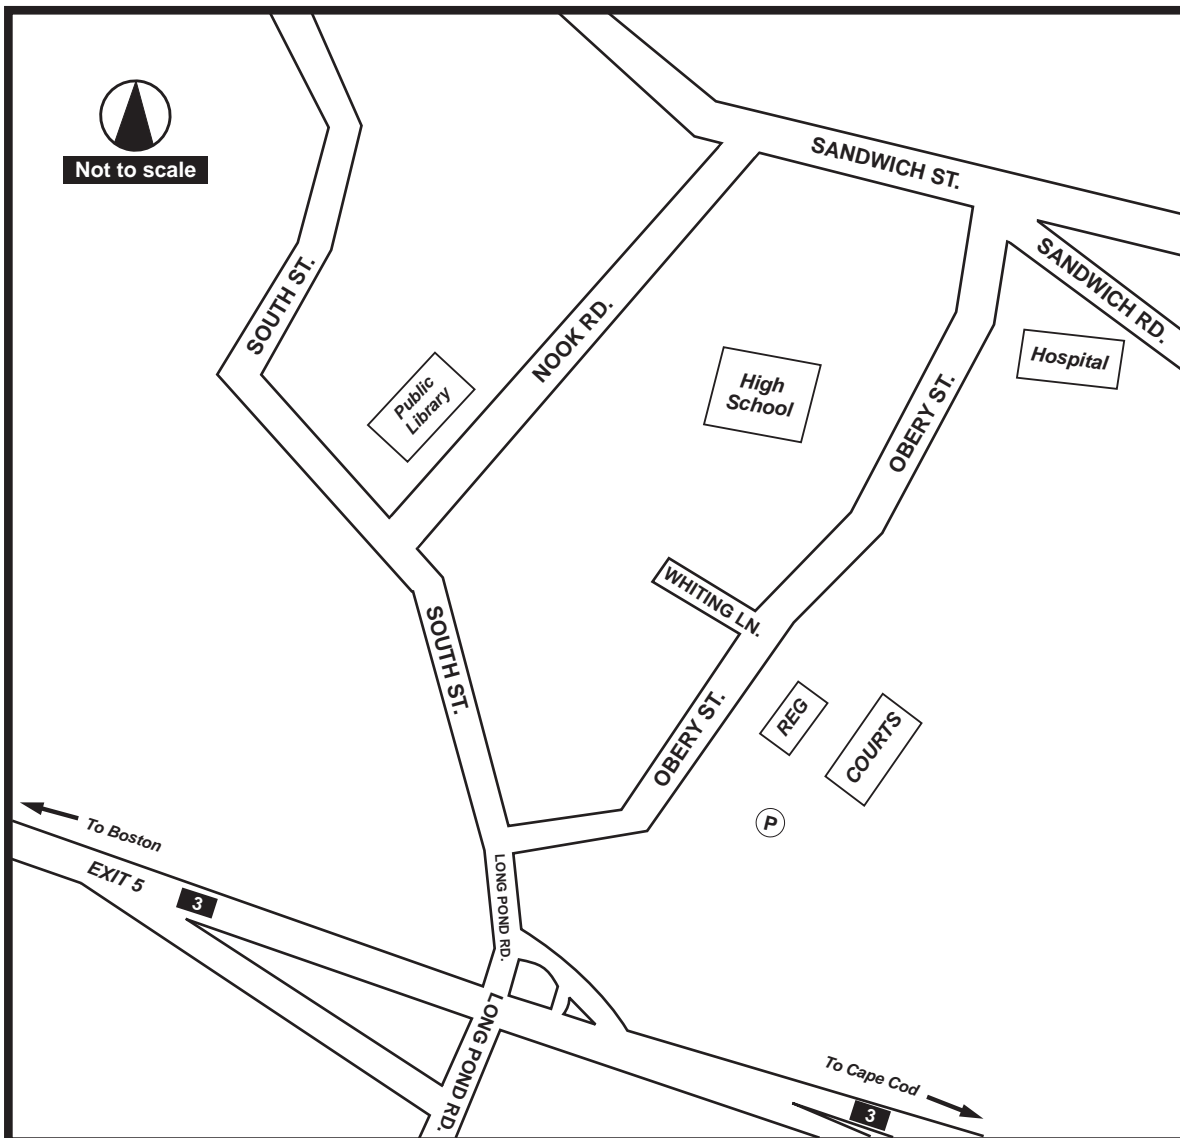 Not to scale
SANDWICH ST.
SANDWICH RD.
SOUTH ST.
NOOK RD.
Hospital
High
School
Public
Library
OBERY ST.
WHITING LN.
SOUTH ST.
OBERY ST.
REG
COURTS
P
To Boston
EXIT 5
3
LONG POND RD.
LONG POND RD.
To Cape Cod
3